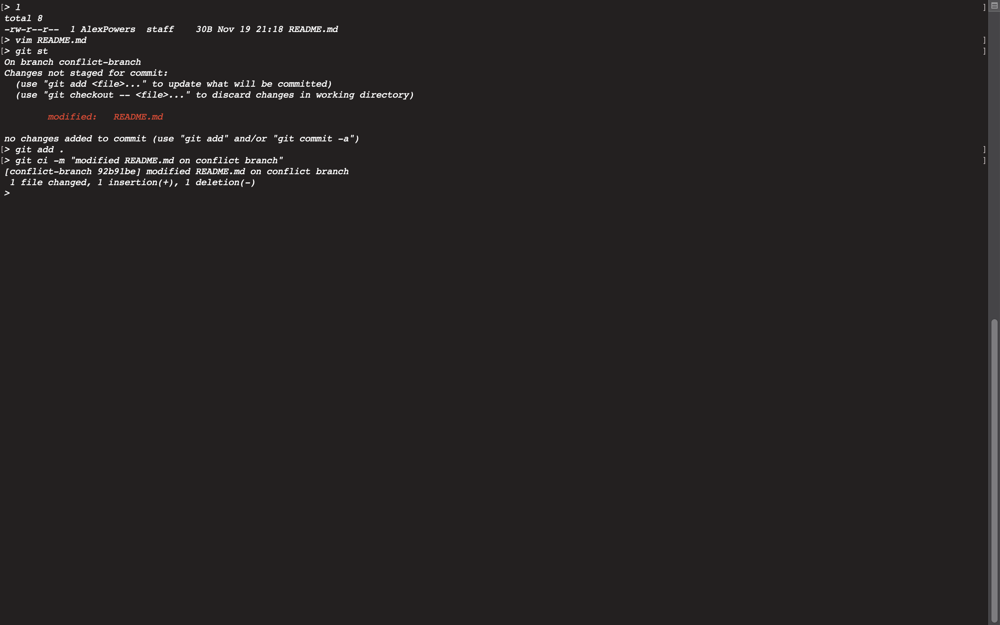 [> l ]
total 8
-rw-r--r--  1 AlexPowers  staff    30B Nov 19 21:18 README.md
[> vim README.md ]
[> git st ]
On branch conflict-branch
Changes not staged for commit:
  (use "git add <file>..." to update what will be committed)
  (use "git checkout -- <file>..." to discard changes in working directory)
        modified:   README.md
no changes added to commit (use "git add" and/or "git commit -a")
[> git add . ]
[> git ci -m "modified README.md on conflict branch" ]
[conflict-branch 92b91be] modified README.md on conflict branch
 1 file changed, 1 insertion(+), 1 deletion(-)
>